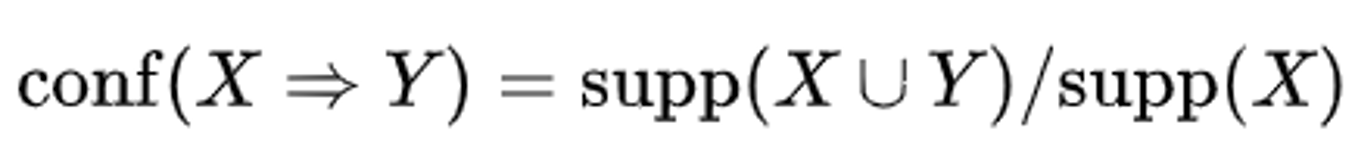 conf(X ⇒ Y) = supp(X ∪ Y)/supp(X)